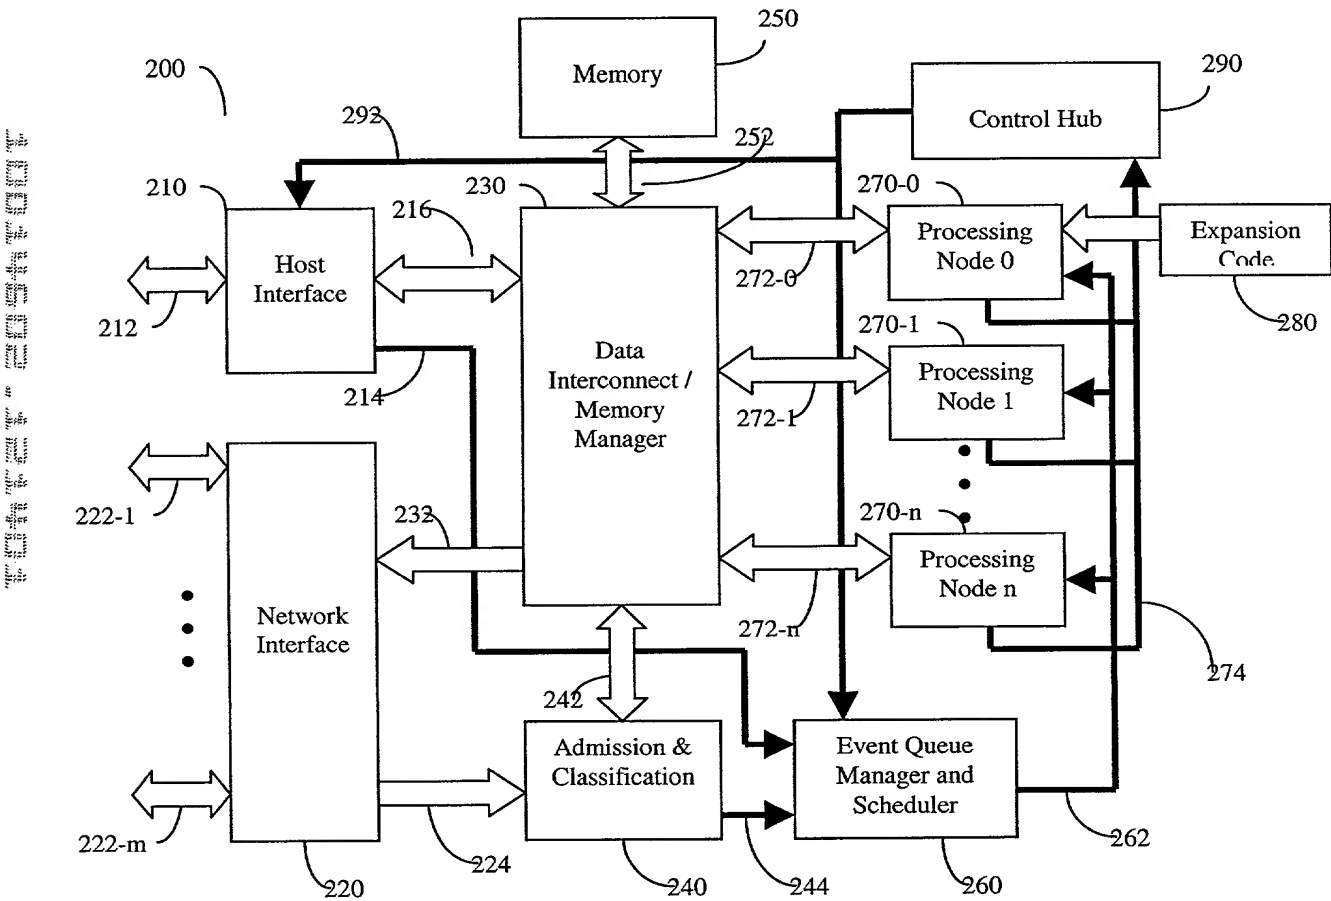 250
Memory
200
292
252
290
Control Hub
210
216
230
270-0
Host
Interface
Processing
Node 0
Expansion
Code
212
272-0
280
214
Data
Interconnect /
Memory
Manager
270-1
Processing
Node 1
272-1
222-1
232
270-n
Processing
Node n
Network
Interface
272-n
242
274
Admission &
Classification
Event Queue
Manager and
Scheduler
222-m
224
262
220
240
244
260